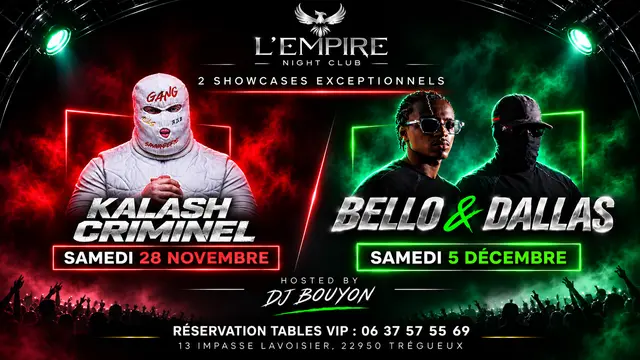 L'EMPIRE
NIGHT CLUB
2 SHOWCASES EXCEPTIONNELS
GANG
KALASH
CRIMINEL
SAMEDI 28 NOVEMBRE
BELLO & DALLAS
SAMEDI 5 DÉCEMBRE
HOSTED BY
DJ BOUYON
RÉSERVATION TABLES VIP : 06 37 57 55 69
13 IMPASSE LAVOISIER, 22950 TRÉGUEUX